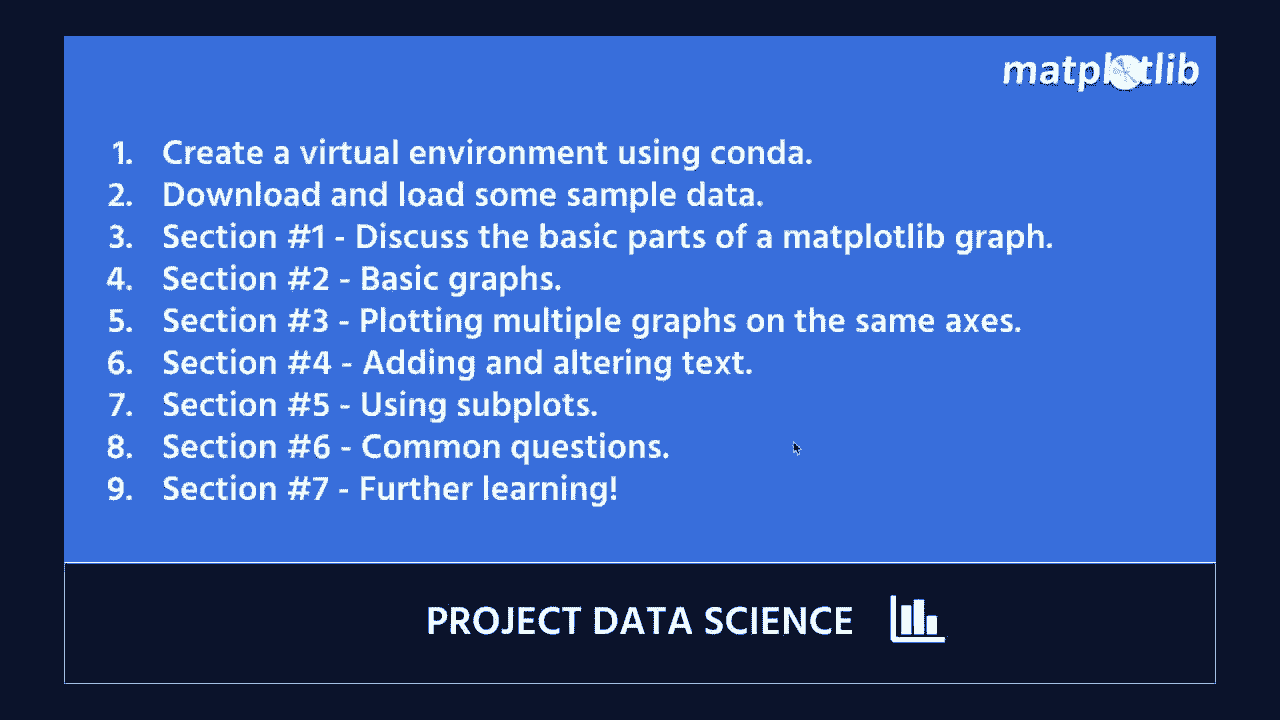 matplotlib
1. Create a virtual environment using conda.
2. Download and load some sample data.
3. Section #1 - Discuss the basic parts of a matplotlib graph.
4. Section #2 - Basic graphs.
5. Section #3 - Plotting multiple graphs on the same axes.
6. Section #4 - Adding and altering text.
7. Section #5 - Using subplots.
8. Section #6 - Common questions.
9. Section #7 - Further learning!
PROJECT DATA SCIENCE